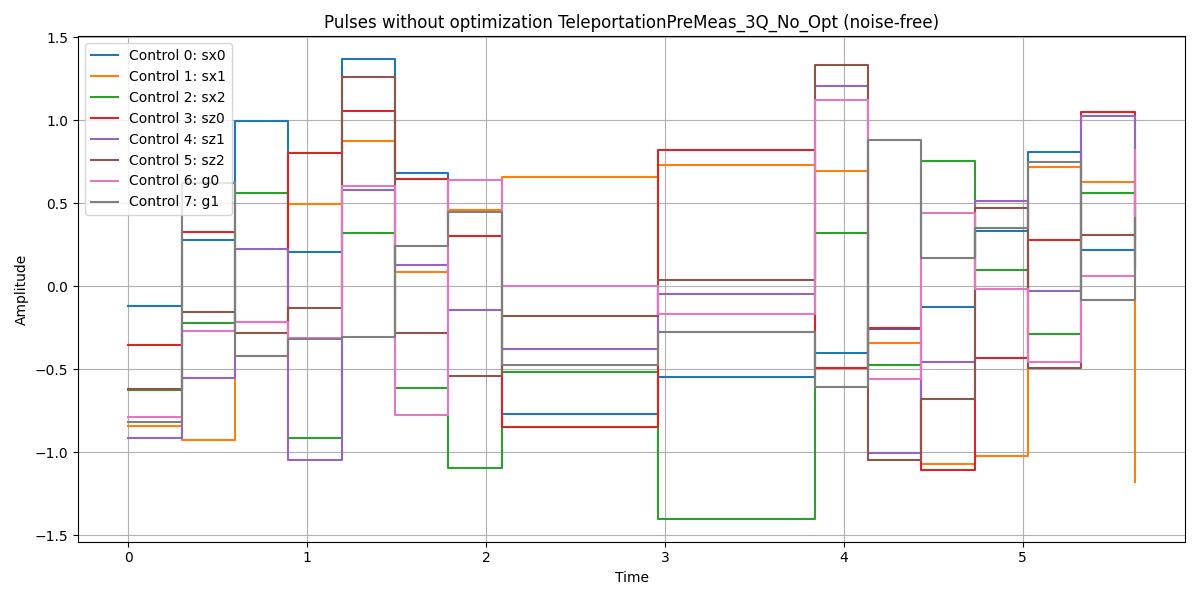 Pulses without optimization TeleportationPreMeas_3Q_No_Opt (noise-free)
1.5
1.0
0.5
0.0
−0.5
−1.0
−1.5
Amplitude
Control 0: sx0
Control 1: sx1
Control 2: sx2
Control 3: sz0
Control 4: sz1
Control 5: sz2
Control 6: g0
Control 7: g1
0 1 2 3 4 5
Time